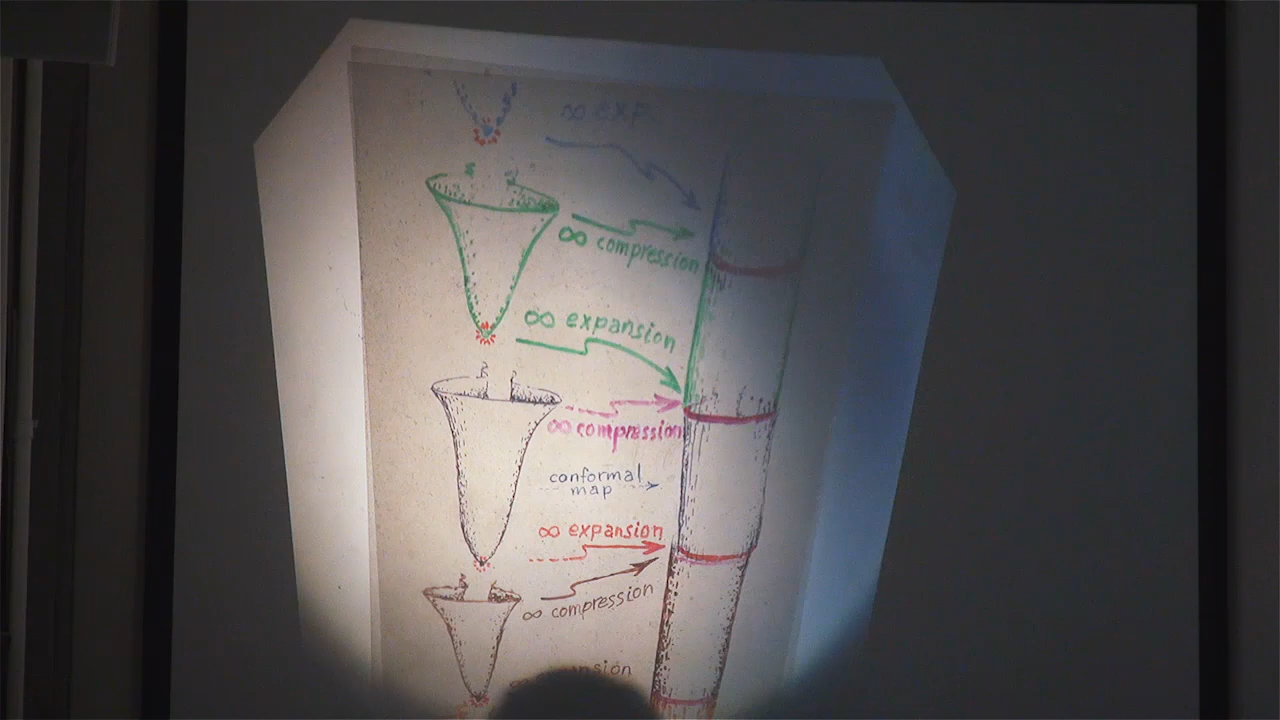 ∞ exp
∞ compression
∞ expansion
∞ compression
conformal
map
∞ expansion
∞ compression